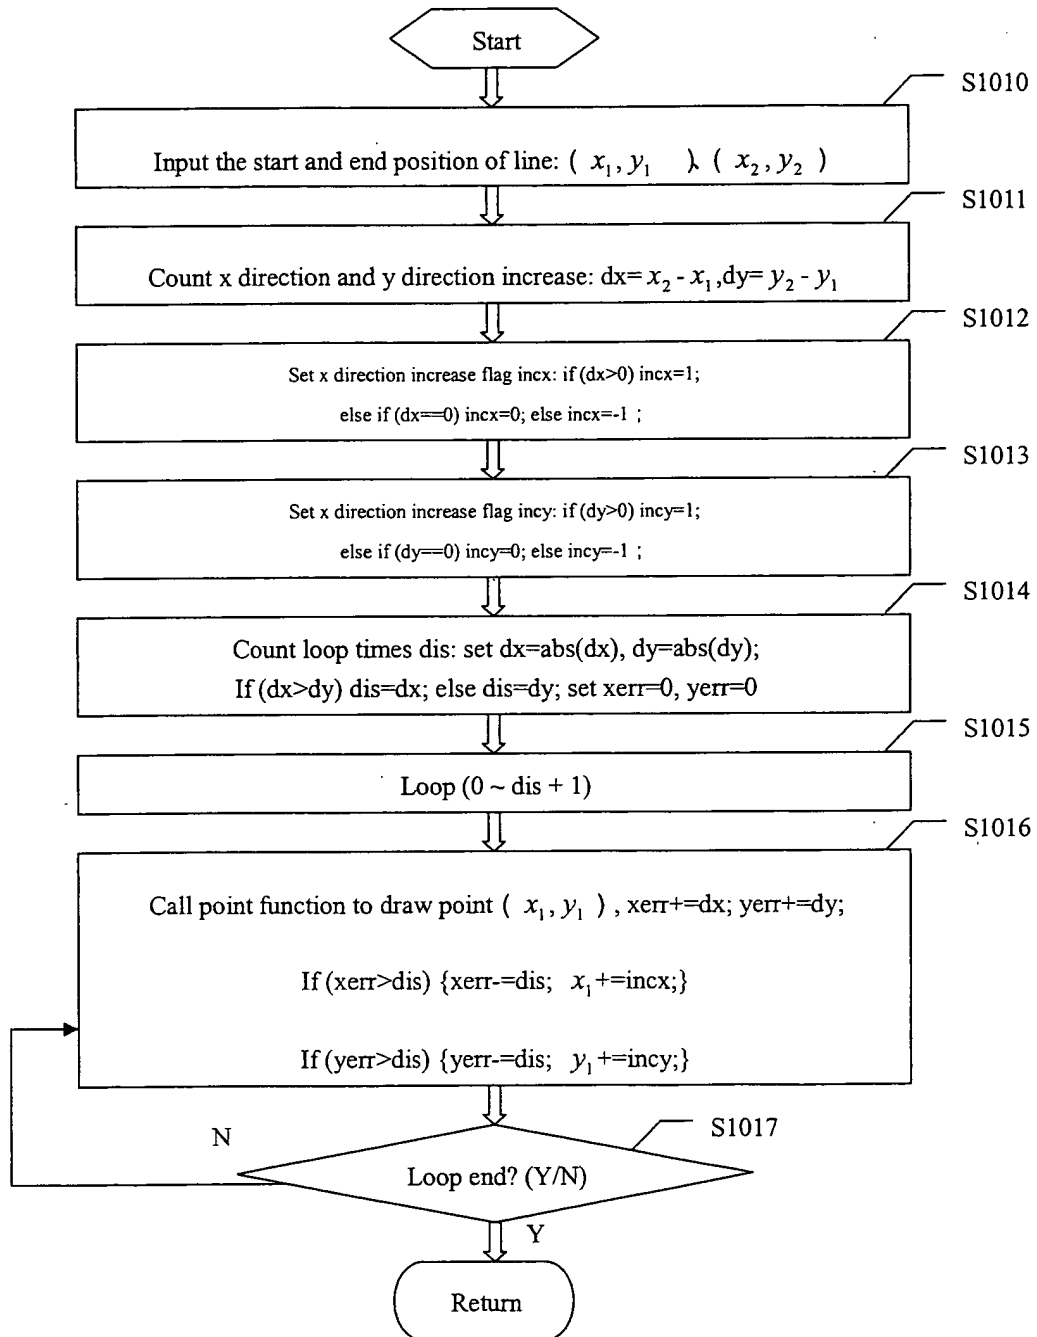 Start
S1010
Input the start and end position of line: ( x₁, y₁ ), ( x₂, y₂ )
S1011
Count x direction and y direction increase: dx= x₂ - x₁,dy= y₂ - y₁
S1012
Set x direction increase flag incx: if (dx>0) incx=1;
else if (dx==0) incx=0; else incx=-1 ;
S1013
Set x direction increase flag incy: if (dy>0) incy=1;
else if (dy==0) incy=0; else incy=-1 ;
S1014
Count loop times dis: set dx=abs(dx), dy=abs(dy);
If (dx>dy) dis=dx; else dis=dy; set xerr=0, yerr=0
S1015
Loop (0 ~ dis + 1)
S1016
Call point function to draw point ( x₁, y₁ ) , xerr+=dx; yerr+=dy;
If (xerr>dis) {xerr-=dis; x₁+=incx;}
If (yerr>dis) {yerr-=dis; y₁+=incy;}
S1017
N
Loop end? (Y/N)
Y
Return